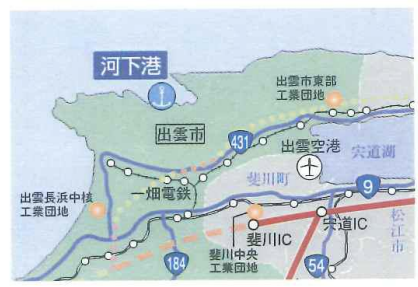 河下港
出雲市東部
工業団地
出雲市
431
出雲空港
宍道湖
一畑電鉄
斐川町
9
出雲長浜中核
工業団地
宍道IC
松江市
斐川IC
斐川中央
工業団地
184
54